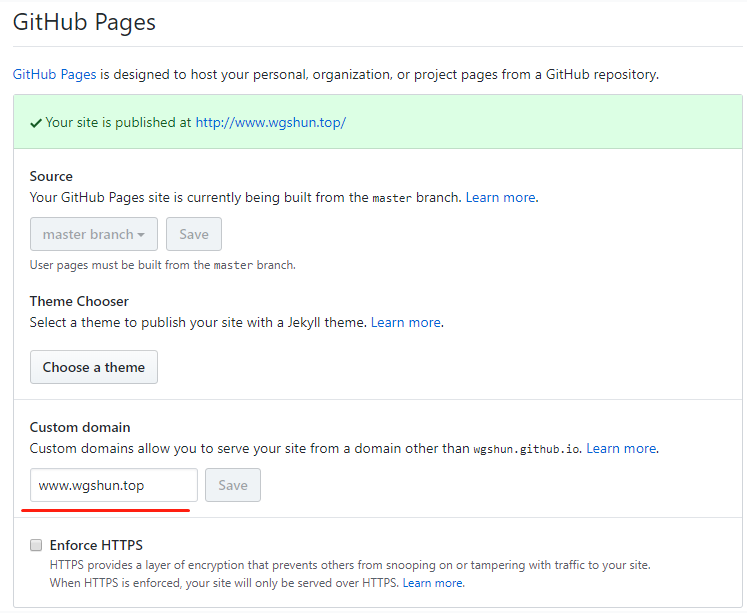 GitHub Pages
GitHub Pages is designed to host your personal, organization, or project pages from a GitHub repository.
Your site is published at http://www.wgshun.top/
Source
Your GitHub Pages site is currently being built from the master branch. Learn more.
master branch
Save
User pages must be built from the master branch.
Theme Chooser
Select a theme to publish your site with a Jekyll theme. Learn more.
Choose a theme
Custom domain
Custom domains allow you to serve your site from a domain other than wgshun.github.io. Learn more.
www.wgshun.top
Save
Enforce HTTPS
HTTPS provides a layer of encryption that prevents others from snooping on or tampering with traffic to your site.
When HTTPS is enforced, your site will only be served over HTTPS. Learn more.